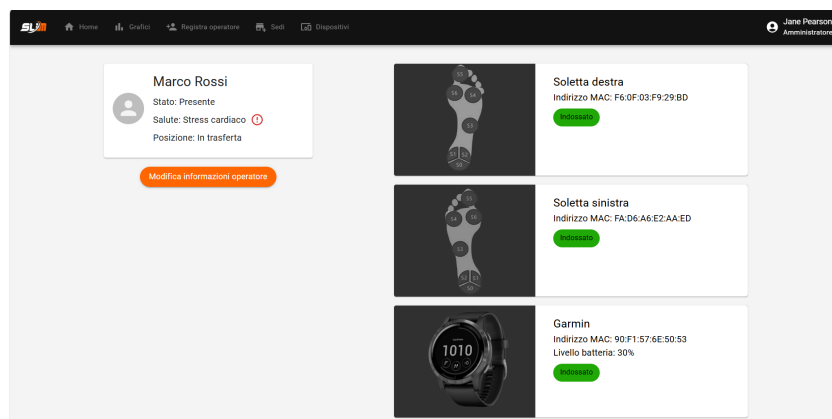 SLIM
Home
Grafici
Registra operatore
Sedi
Dispositivi
Jane Pearson
Amministratore
Marco Rossi
Stato: Presente
Salute: Stress cardiaco
Posizione: In trasferta
Modifica informazioni operatore
S5
S6 S4
S3
S1 S2
S0
Soletta destra
Indirizzo MAC: F6:0F:03:F9:29:BD
Indossato
S5
S4 S6
S3
S2 S1
S0
Soletta sinistra
Indirizzo MAC: FA:D6:A6:E2:AA:ED
Indossato
1010
Garmin
Indirizzo MAC: 90:F1:57:6E:50:53
Livello batteria: 30%
Indossato